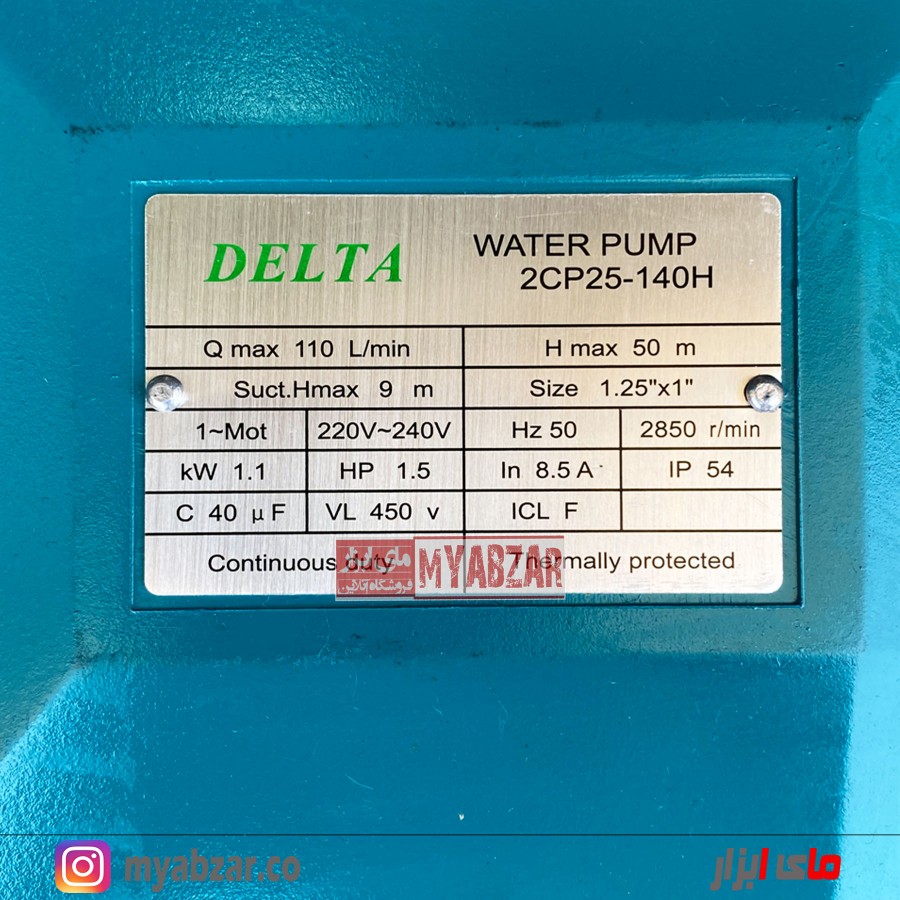 DELTA
WATER PUMP
2CP25-140H
Q max 110 L/min
H max 50 m
Suct.Hmax 9 m
Size 1.25"x1"
1~Mot 220V~240V Hz 50 2850 r/min
kW 1.1 HP 1.5 In 8.5 A IP 54
C 40 μF VL 450 v ICL F
Continuous duty
Thermally protected
مای ابزار
فروشگاه آنلاین
MYABZAR
myabzar.co
مای ابزار